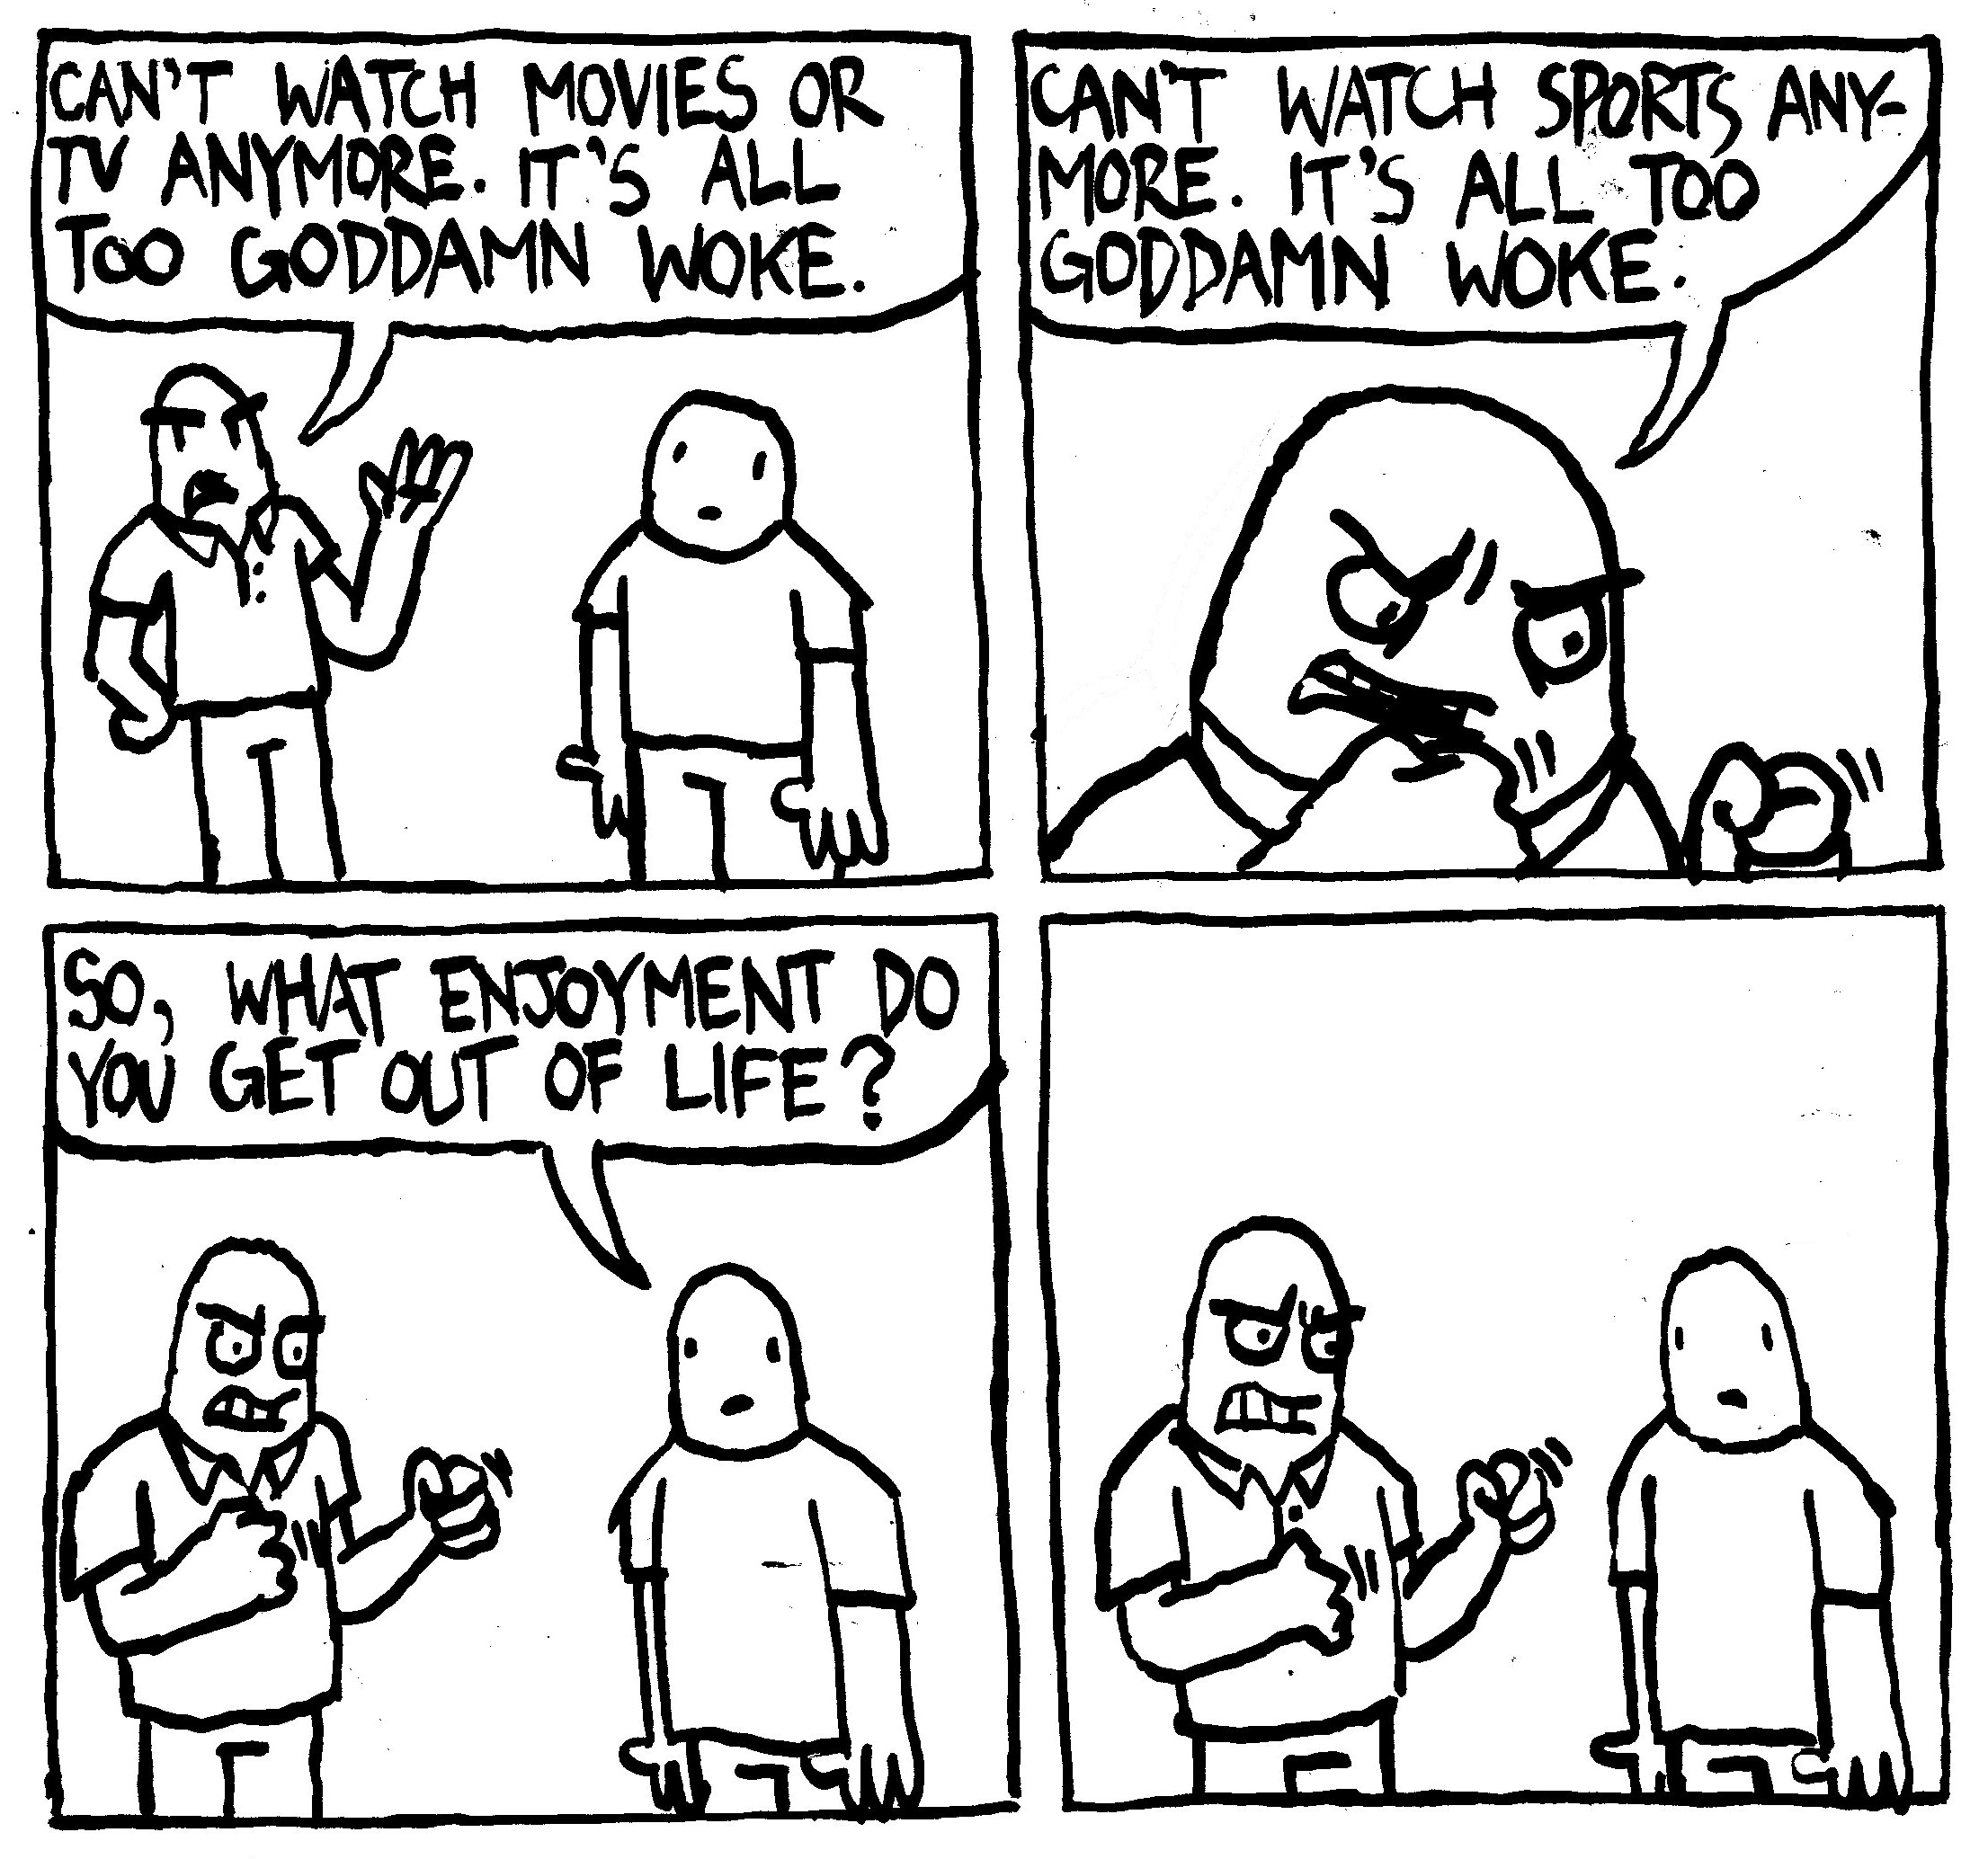 CAN'T WATCH MOVIES OR
TV ANYMORE. IT'S ALL
TOO GODDAMN WOKE.
CAN'T WATCH SPORTS ANY-
MORE. IT'S ALL TOO
GODDAMN WOKE.
SO, WHAT ENJOYMENT DO
YOU GET OUT OF LIFE?